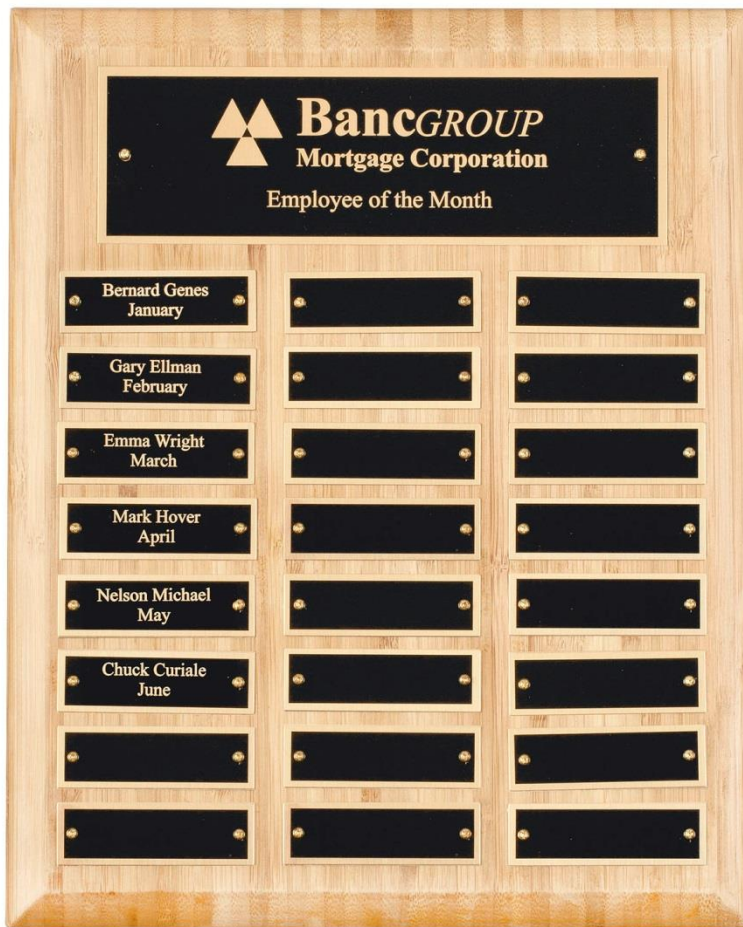 BancGROUP
Mortgage Corporation
Employee of the Month
Bernard Genes
January
Gary Ellman
February
Emma Wright
March
Mark Hover
April
Nelson Michael
May
Chuck Curiale
June